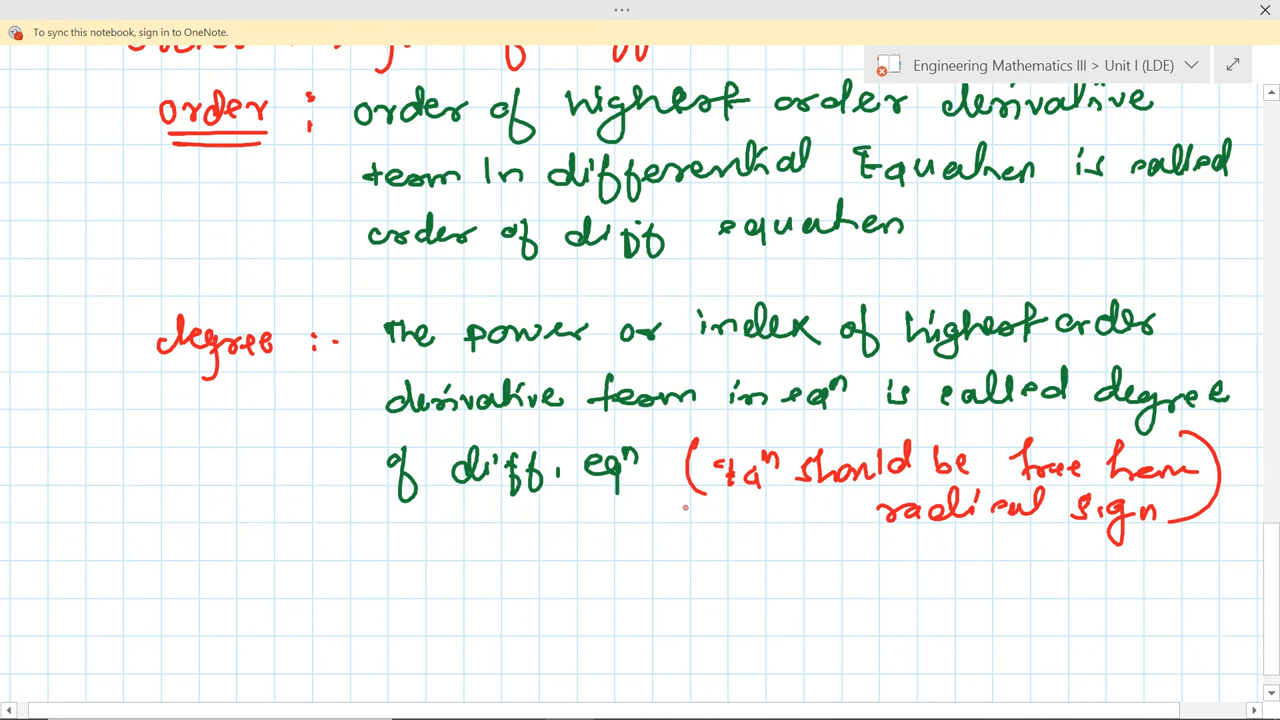 To sync this notebook, sign in to OneNote.
Engineering Mathematics III > Unit I (LDE)
order : order of highest order derivative
term in differential Equation is called
order of diff equation
degree :- the power or index of highest order
derivative term in eqⁿ is called degree
of diff. eqⁿ (Eqⁿ should be free from
radical sign)